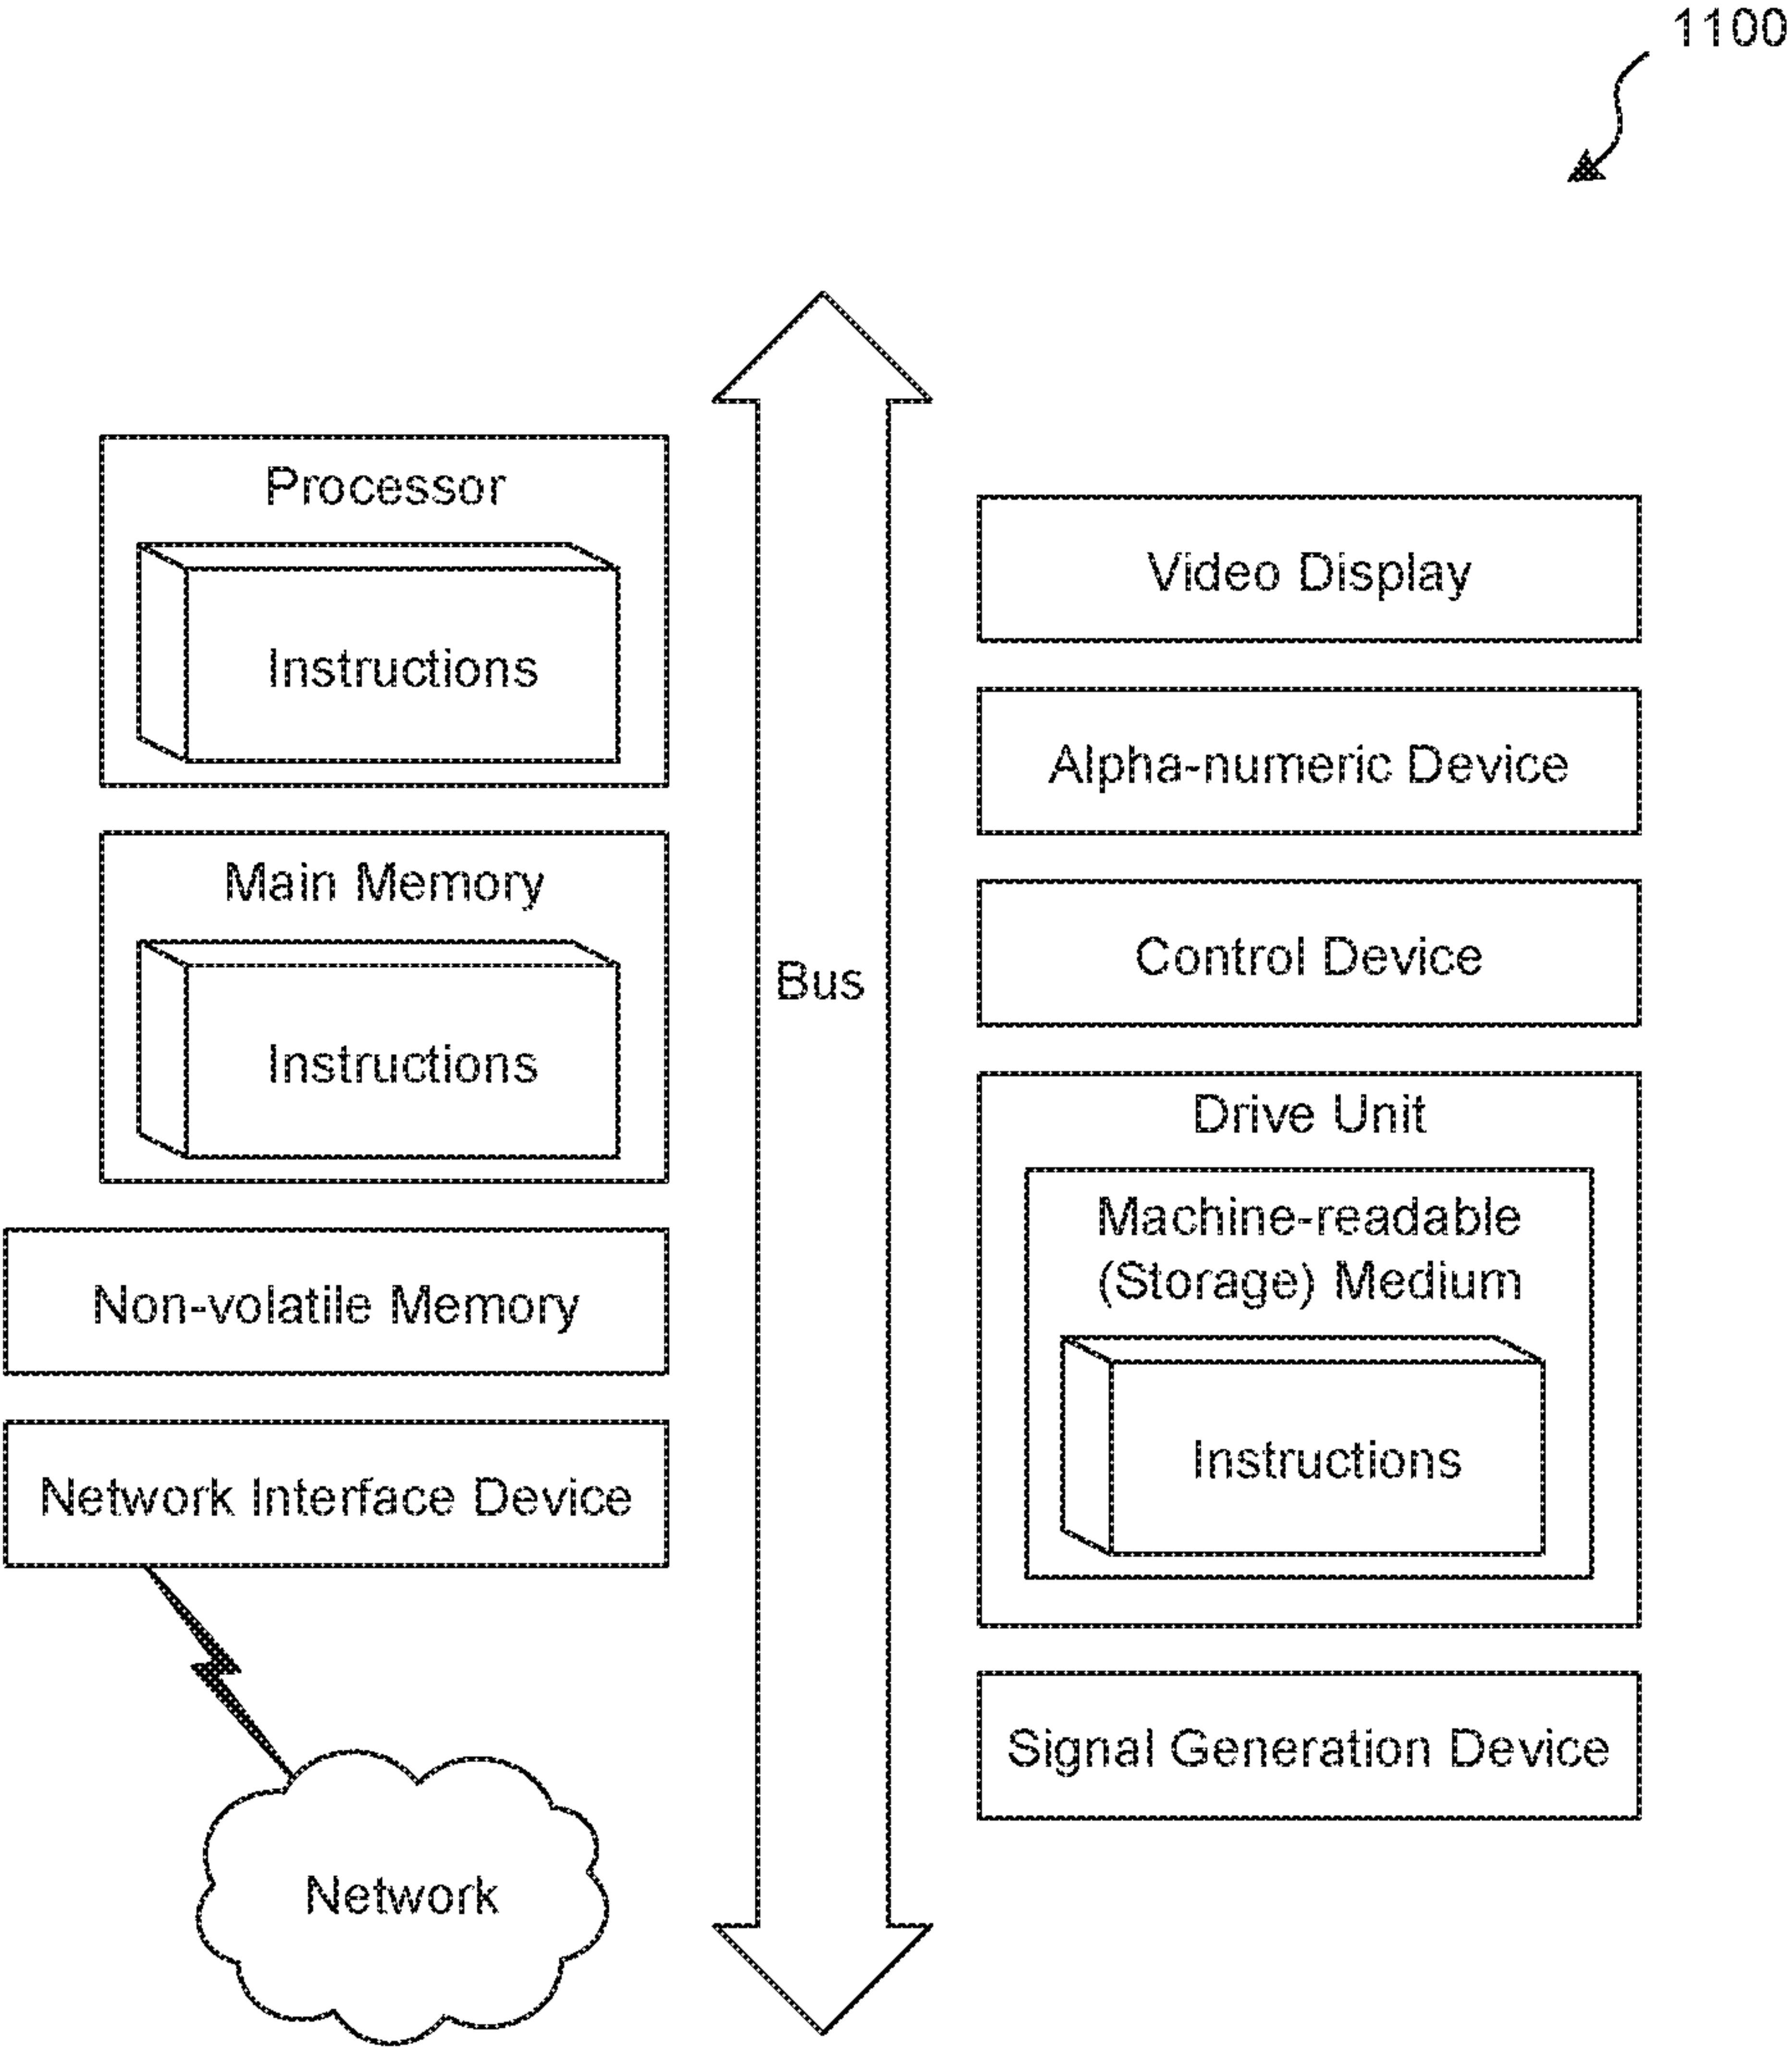 1100
Processor
Instructions
Main Memory
Instructions
Non-volatile Memory
Network Interface Device
Network
Bus
Video Display
Alpha-numeric Device
Control Device
Drive Unit
Machine-readable
(Storage) Medium
Instructions
Signal Generation Device